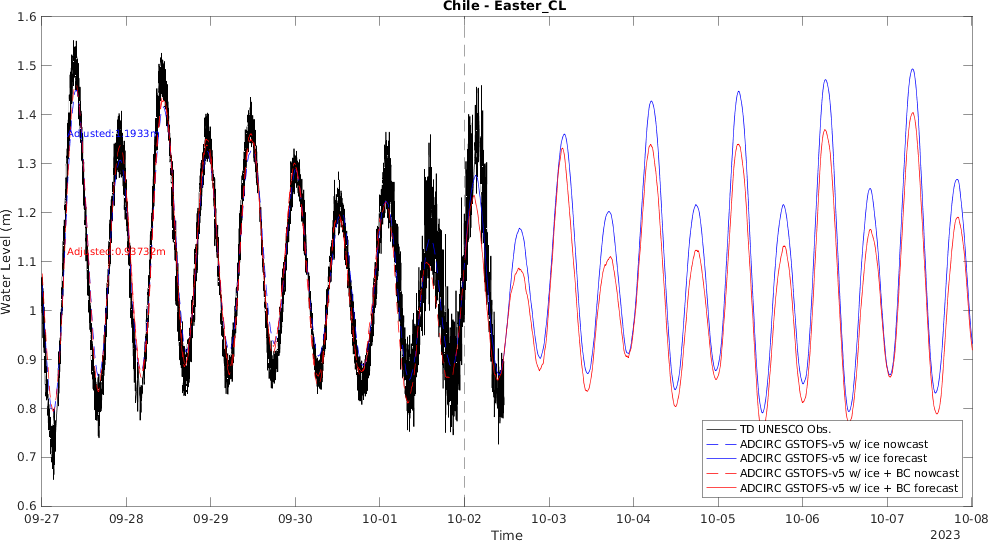 Chile - Easter_CL
1.6
1.5
1.4
1.3
1.2
1.1
1
0.9
0.8
0.7
0.6
Water Level (m)
Adjusted:1.1933m
Adjusted:0.93732m
TD UNESCO Obs.
ADCIRC GSTOFS-v5 w/ ice nowcast
ADCIRC GSTOFS-v5 w/ ice forecast
ADCIRC GSTOFS-v5 w/ ice + BC nowcast
ADCIRC GSTOFS-v5 w/ ice + BC forecast
09-27 09-28 09-29 09-30 10-01 10-02 10-03 10-04 10-05 10-06 10-07 10-08
Time
2023